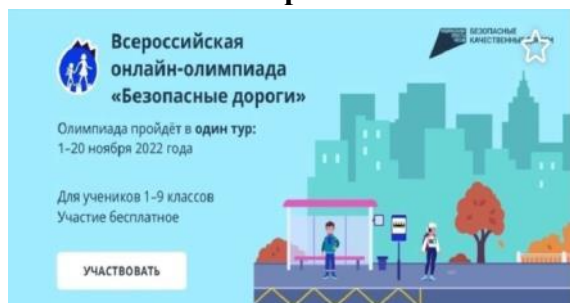 Всероссийская
онлайн-олимпиада
«Безопасные дороги»
БЕЗОПАСНЫЕ
Олимпиада пройдёт в один тур:
1–20 ноября 2022 года
Для учеников 1–9 классов
Участие бесплатное
УЧАСТВОВАТЬ